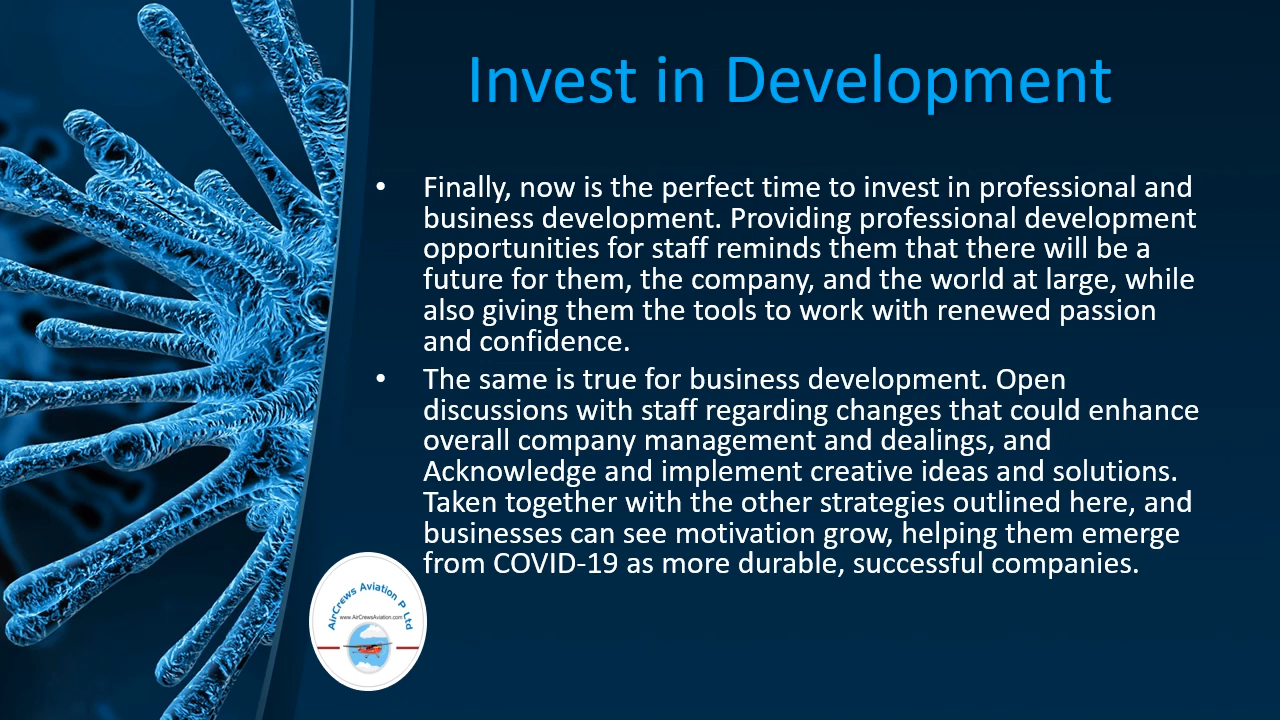 Invest in Development
• Finally, now is the perfect time to invest in professional and
business development. Providing professional development
opportunities for staff reminds them that there will be a
future for them, the company, and the world at large, while
also giving them the tools to work with renewed passion
and confidence.
• The same is true for business development. Open
discussions with staff regarding changes that could enhance
overall company management and dealings, and
Acknowledge and implement creative ideas and solutions.
Taken together with the other strategies outlined here, and
businesses can see motivation grow, helping them emerge
from COVID-19 as more durable, successful companies.
AirCrews Aviation P Ltd
www.AirCrewsAviation.com